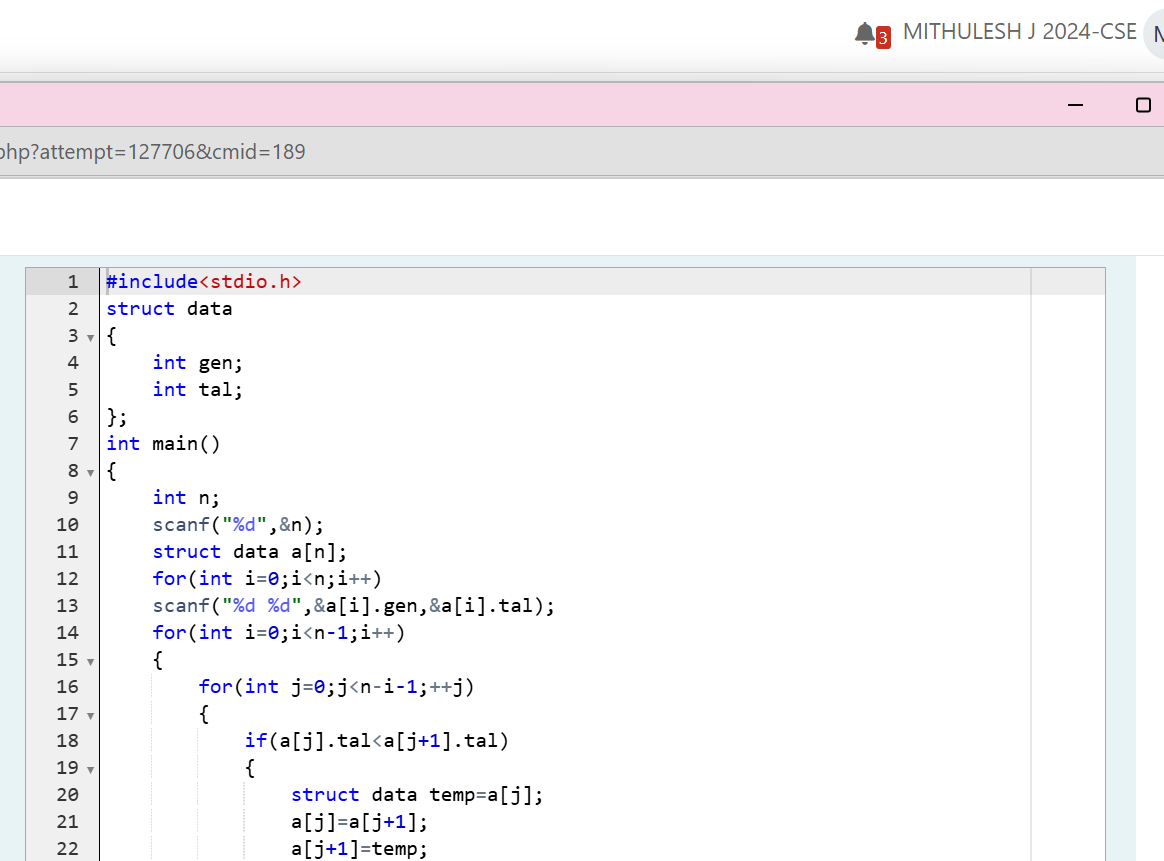 3 MITHULESH J 2024-CSE
php?attempt=127706&cmid=189
1 #include<stdio.h>
2 struct data
3 {
4 int gen;
5 int tal;
6 };
7 int main()
8 {
9 int n;
10 scanf("%d",&n);
11 struct data a[n];
12 for(int i=0;i<n;i++)
13 scanf("%d %d",&a[i].gen,&a[i].tal);
14 for(int i=0;i<n-1;i++)
15 {
16 for(int j=0;j<n-i-1;++j)
17 {
18 if(a[j].tal<a[j+1].tal)
19 {
20 struct data temp=a[j];
21 a[j]=a[j+1];
22 a[j+1]=temp;